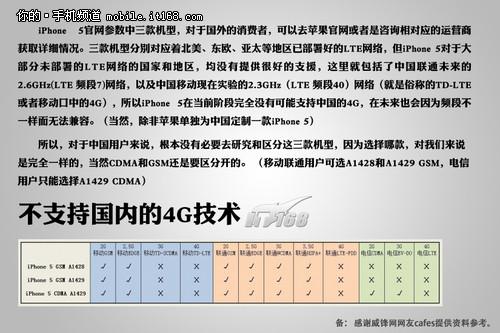 你的·手机频道 mobile.it168.com
iPhone 5官网参数中三款机型，对于国外的消费者，可以去苹果官网或者是咨询相对应的运营商
获取详细情况。三款机型分别对应着北美、东欧、亚太等地区已部署好的LTE网络，但iPhone 5对于大
部分未部署的LTE网络的国家和地区，均没有提供很好的支援，这里就包括了中国联通未来的
2.6GHz(LTE 频段7)网络，以及中国移动现在实验的2.3GHz（LTE 频段40）网络（就是俗称的TD-LTE
或者移动口中的4G），所以iPhone 5在当前阶段完全没有可能支持中国的4G，在未来也会因为频段不
一样而无法兼容。（当然，除非苹果单独为中国定制一款iPhone 5）
所以，对于中国用户来说，根本没有必要去研究和区分这三款机型，因为选择哪款，对我们来说
是完全一样的，当然CDMA和GSM还是要区分开的。（移动联通用户可选A1428和A1429 GSM，电信
用户只能选择A1429 CDMA）
不支持国内的4G技术
IT168
2G 2.5G 3G 4G 2G 2.5G 3G 3.5G 4G 2G 3G 4G
移动GSM 移动EDGE 移动TD-SCDMA 移动TD-LTE 联通GSM 联通EDGE 联通WCDMA 联通HSPA+ 联通LTE-FDD 电信CDMA 电信EV-DO 电信LTE
iPhone 5 GSM A1428 ✓ ✓ X X ✓ ✓ ✓ ✓ X X X X
iPhone 5 GSM A1429 ✓ ✓ X X ✓ ✓ ✓ ✓ X X X X
iPhone 5 CDMA A1429 ✓ ✓ X X ✓ ✓ ✓ ✓ X ✓ ✓ X
备： 感谢威锋网网友cafes提供资料参考。